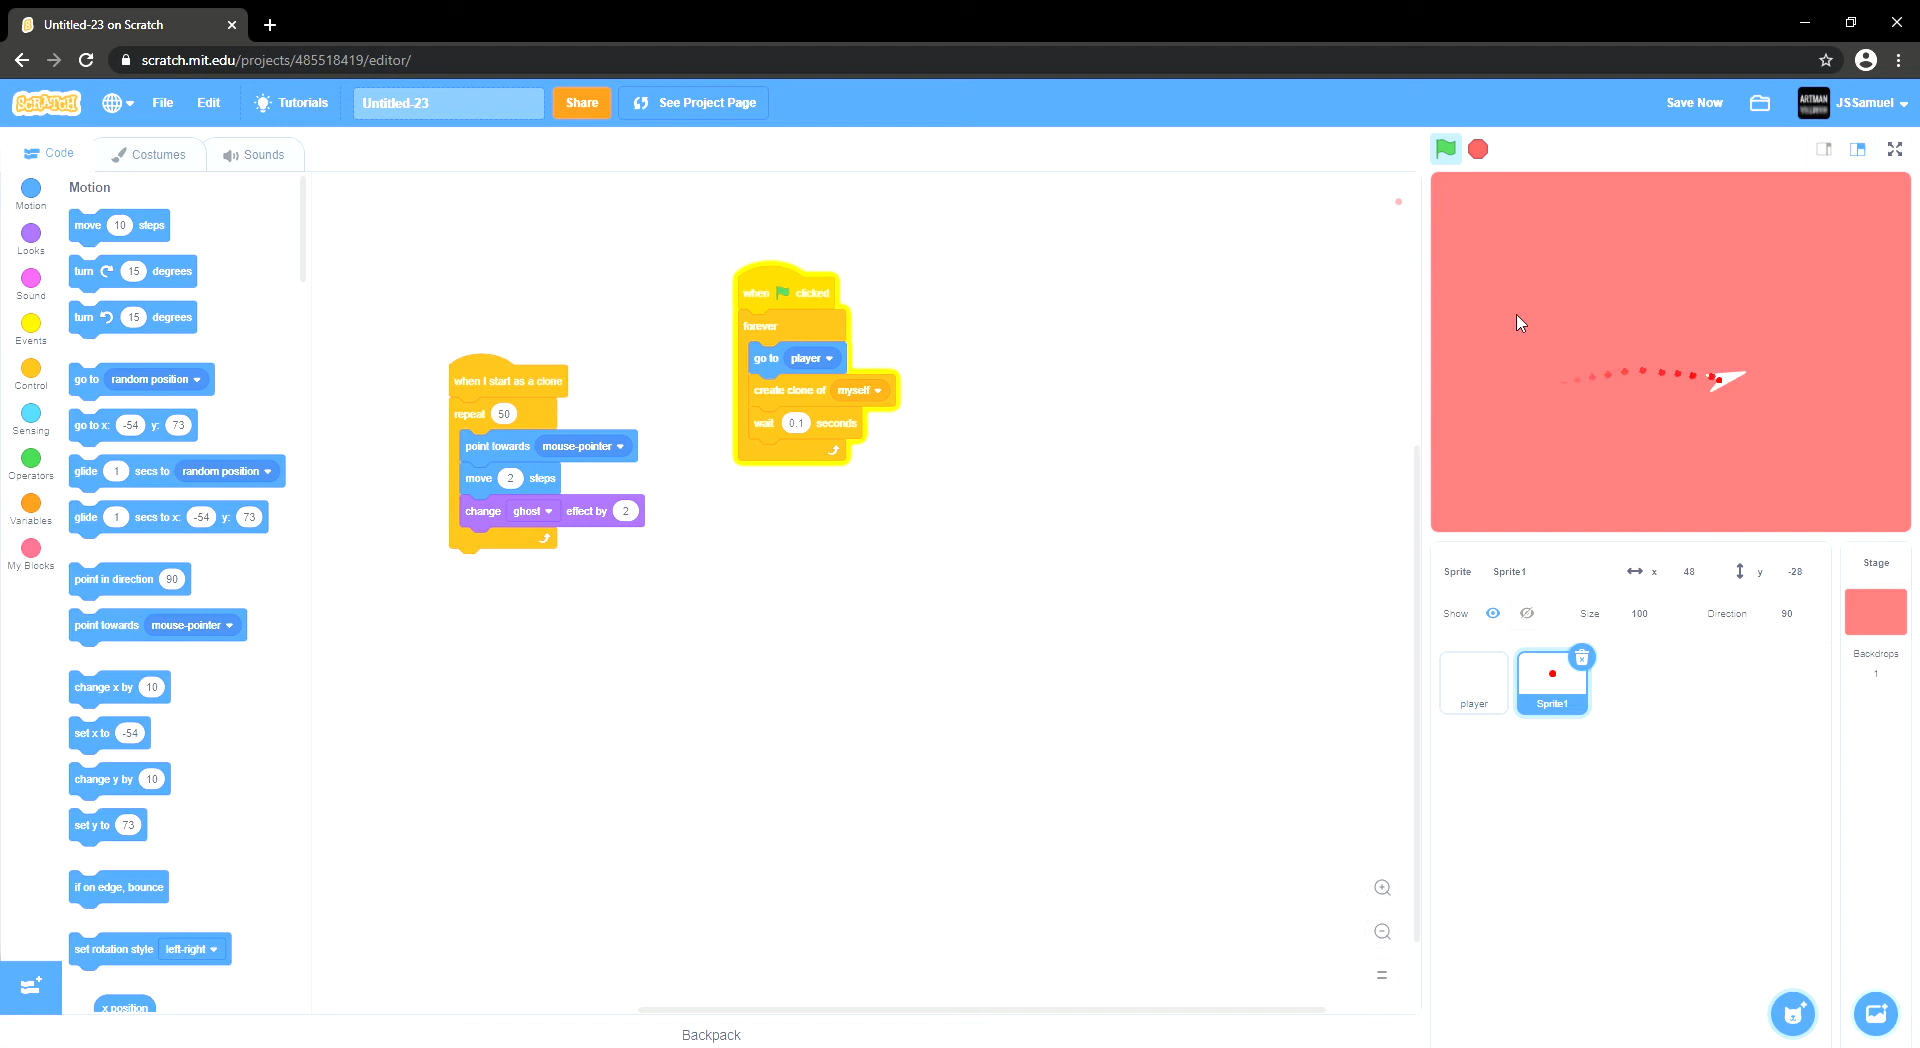 Untitled-23 on Scratch
scratch.mit.edu/projects/485518419/editor/
SCRATCH
File
Edit
Tutorials
Untitled-23
Share
See Project Page
Save Now
ARTMAN
JSSamuel
Code
Costumes
Sounds
Motion
Looks
Sound
Events
Control
Sensing
Operators
Variables
My Blocks
Motion
move 10 steps
turn 15 degrees
turn 15 degrees
go to random position
go to x: -54 y: 73
glide 1 secs to random position
glide 1 secs to x: -54 y: 73
point in direction 90
point towards mouse-pointer
change x by 10
set x to -54
change y by 10
set y to 73
if on edge, bounce
set rotation style left-right
x position
when I start as a clone
repeat 50
point towards mouse-pointer
move 2 steps
change ghost effect by 2
when clicked
forever
go to player
create clone of myself
wait 0.1 seconds
Backpack
Sprite Sprite1 x 48 y -28
Show Size 100 Direction 90
player
Sprite1
Stage
Backdrops
1